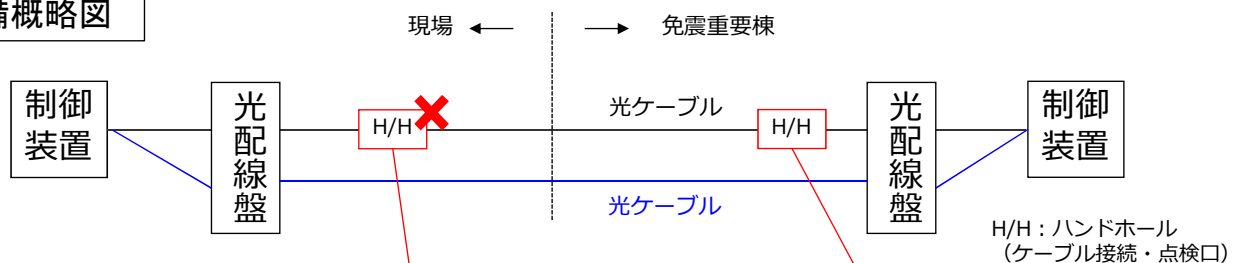 備概略図
現場
免震重要棟
制御
装置
光配線盤
H/H
光ケーブル
H/H
光配線盤
制御
装置
光ケーブル
H/H:ハンドホール
(ケーブル接続・点検口)